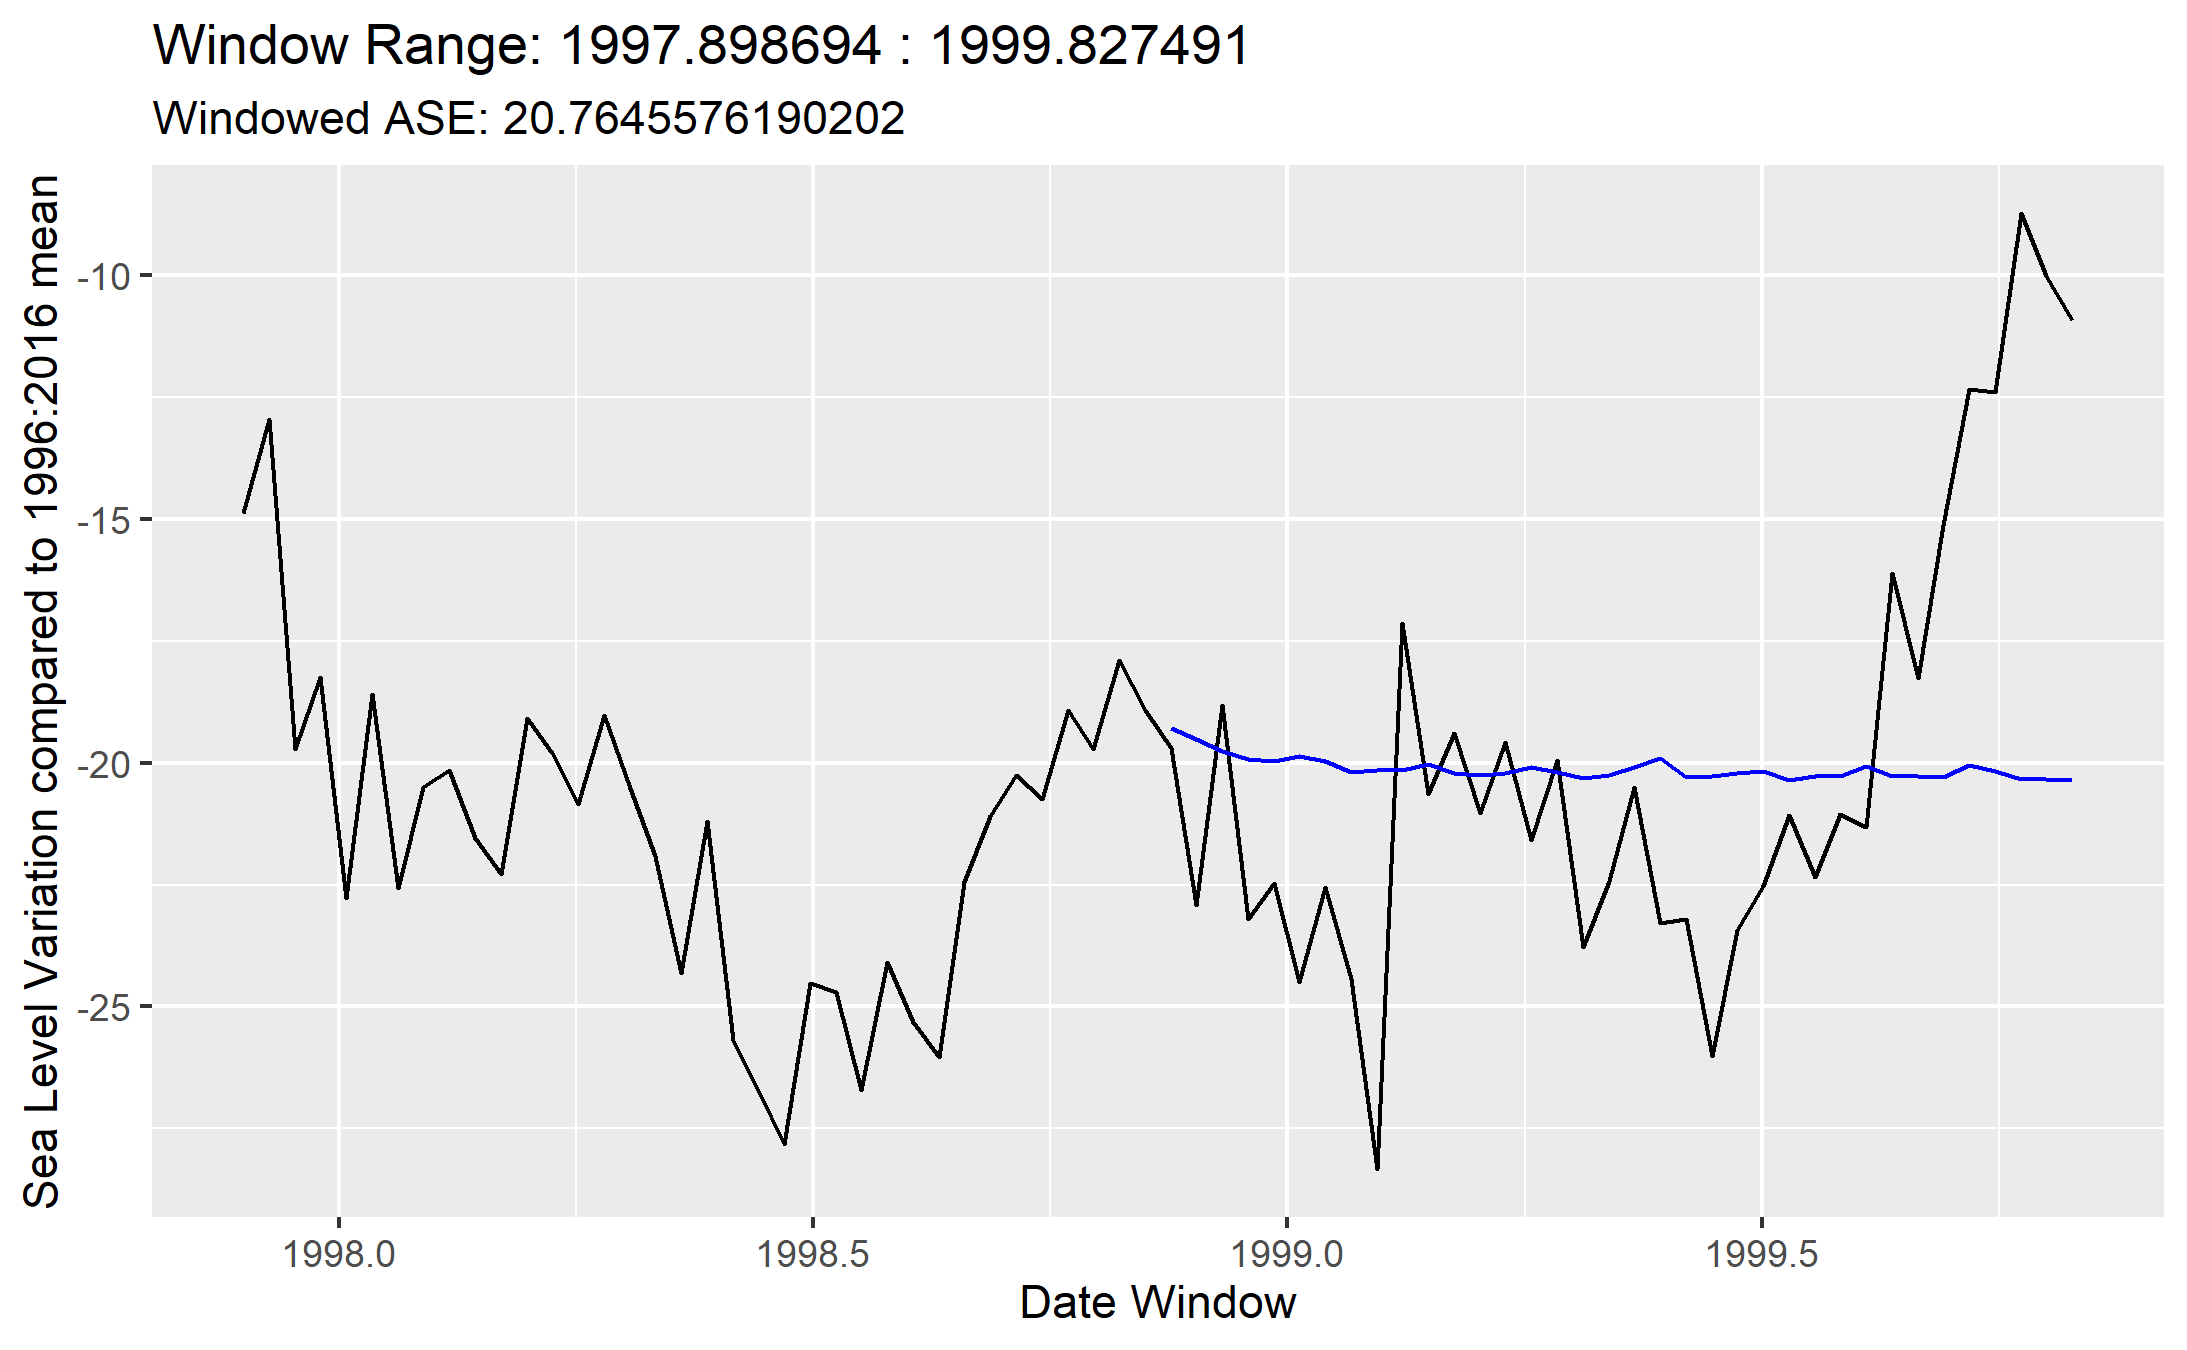 Window Range: 1997.898694 : 1999.827491
Windowed ASE: 20.7645576190202
Sea Level Variation compared to 1996:2016 mean
-10
-15
-20
-25
1998.0
1998.5
1999.0
1999.5
Date Window